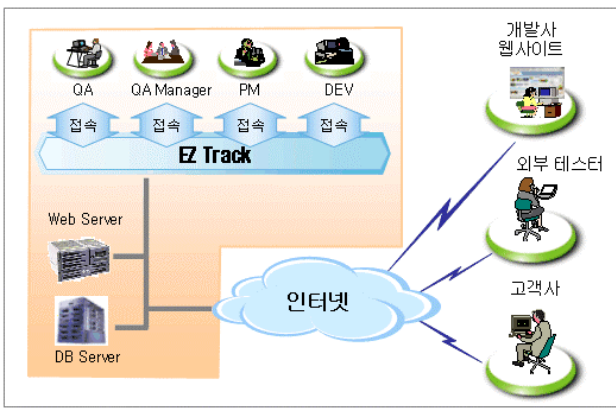 개발사
웹사이트
QA
QA Manager
PM
DEV
접속
접속
접속
접속
EZ Track
외부 테스터
Web Server
고객사
인터넷
DB Server